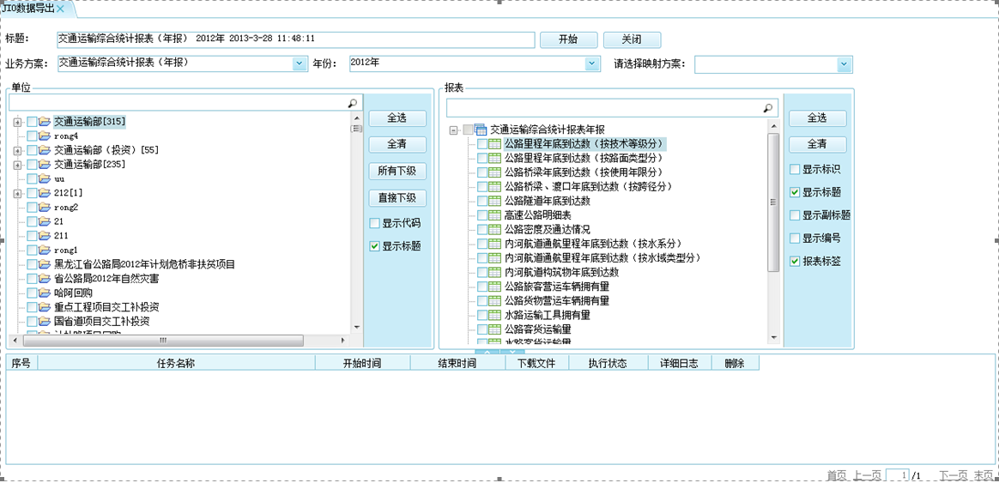 JIO数据导出
标题： 交通运输综合统计报表（年报） 2012年 2013-3-28 11:48:11 开始 关闭
业务方案： 交通运输综合统计报表（年报） 年份： 2012年 请选择映射方案：
单位
交通运输部[315]
rong4
交通运输部（投资）[55]
交通运输部[235]
uu
212[1]
rong2
21
211
rong1
黑龙江省公路局2012年计划危桥非扶贫项目
省公路局2012年自然灾害
哈阿回购
重点工程项目交工补投资
国省道项目交工补投资
全选
全清
所有下级
直接下级
显示代码
显示标题
报表
交通运输综合统计报表年报
公路里程年底到达数（按技术等级分）
公路里程年底到达数（按路面类型分）
公路桥梁年底到达数（按使用年限分）
公路桥梁、渡口年底到达数（按跨径分）
公路隧道年底到达数
高速公路明细表
公路密度及通达情况
内河航道通航里程年底到达数（按水系分）
内河航道通航里程年底到达数（按水域类型分）
内河航道构筑物年底到达数
公路旅客营运车辆拥有量
公路货物营运车辆拥有量
水路运输工具拥有量
公路客货运输量
水路客货运输量
全选
全清
显示标识
显示标题
显示副标题
显示编号
报表标签
序号 任务名称 开始时间 结束时间 下载文件 执行状态 详细日志 删除
首页 上一页 1 /1 下一页 末页